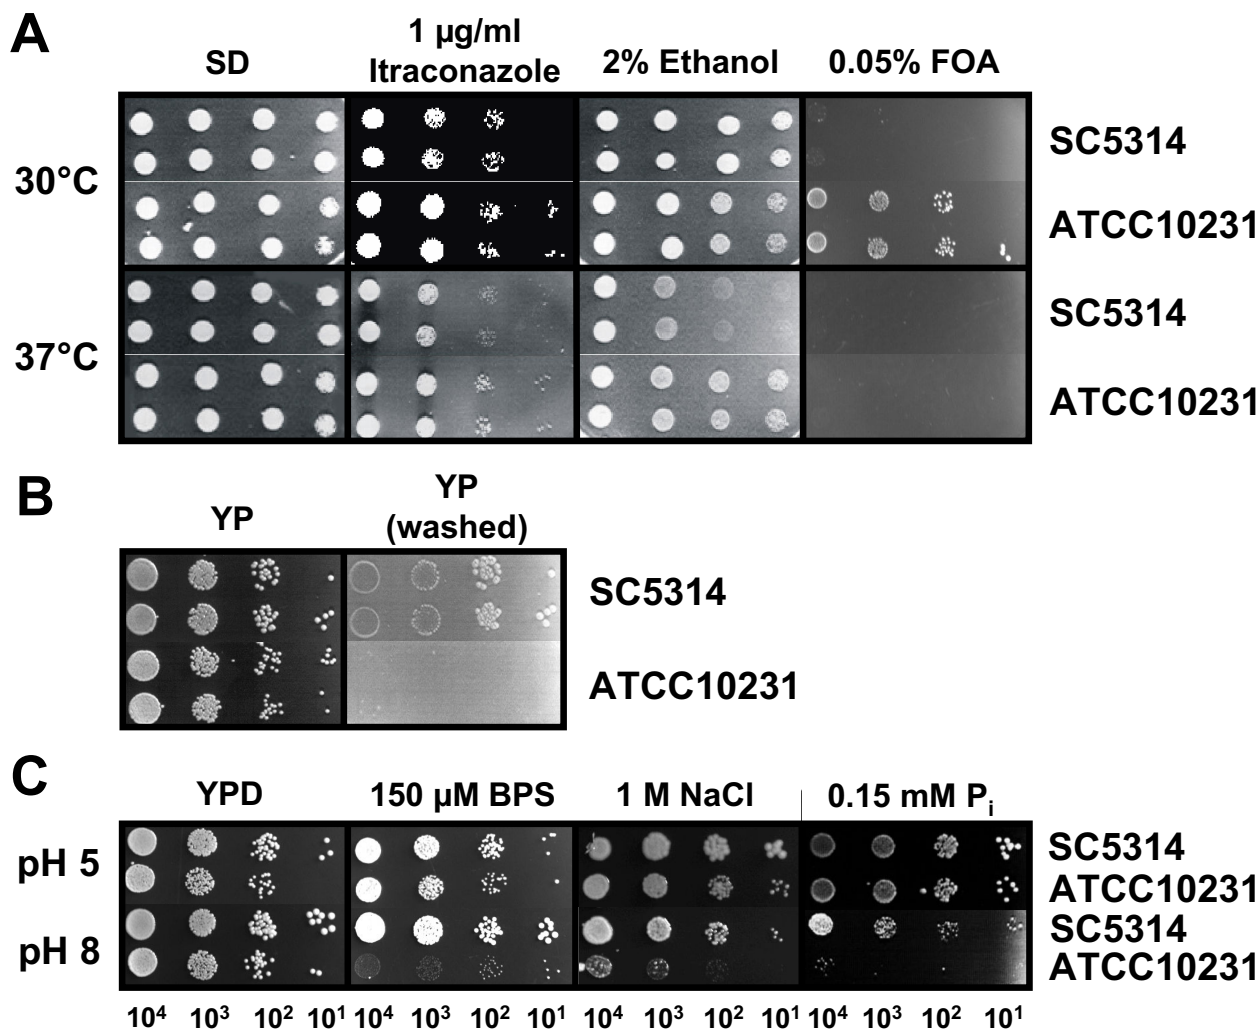 A
SD
1 µg/ml
Itraconazole
2% Ethanol
0.05% FOA
30°C
SC5314
ATCC10231
37°C
SC5314
ATCC10231
B
YP
YP
(washed)
SC5314
ATCC10231
C
YPD
150 µM BPS
1 M NaCl
0.15 mM Pi
pH 5
SC5314
ATCC10231
pH 8
SC5314
ATCC10231
10⁴ 10³ 10² 10¹ 10⁴ 10³ 10² 10¹ 10⁴ 10³ 10² 10¹ 10⁴ 10³ 10² 10¹